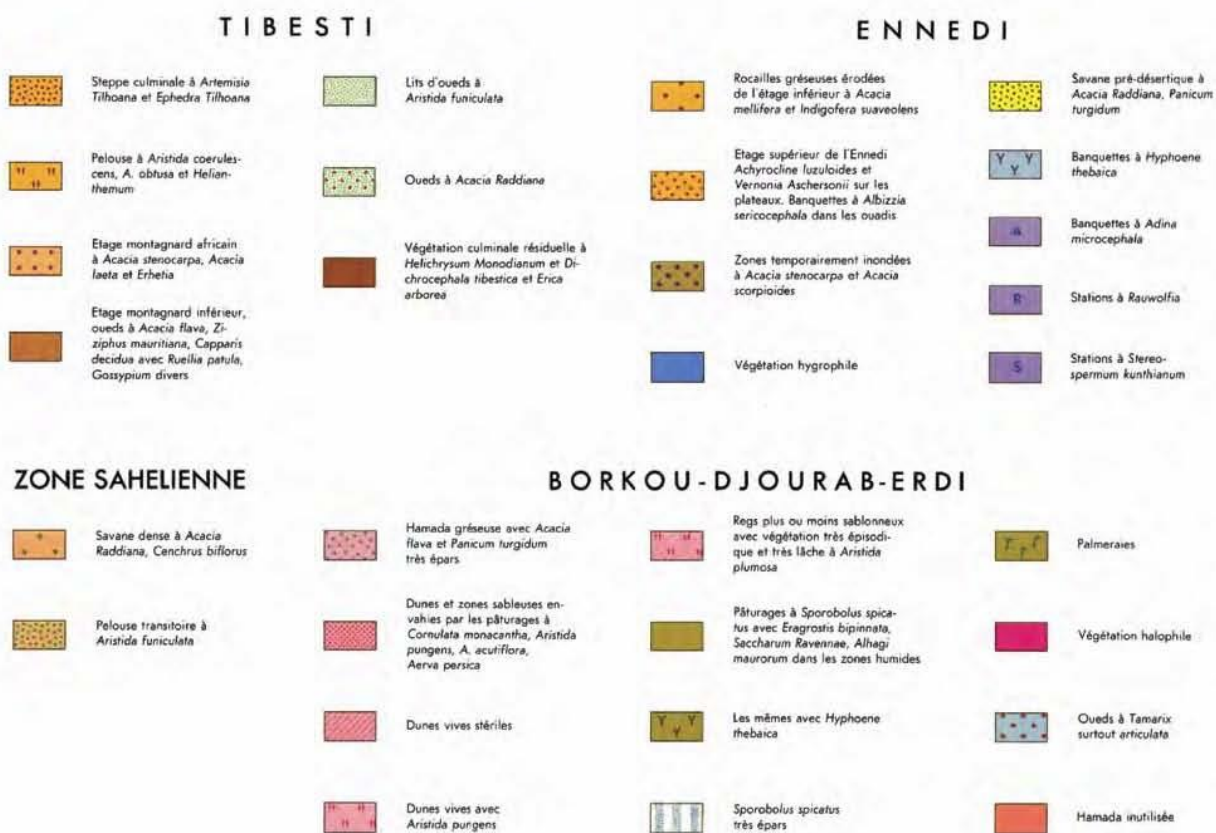 TIBESTI
Steppe culminale à Artemisia
Tilhoana et Ephedra Tilhoana
Pelouse à Aristida coerules-
cens, A. obtusa et Helian-
themum
Etage montagnard africain
à Acacia stenocarpa, Acacia
laeta et Erhetia
Etage montagnard inférieur,
oueds à Acacia flava, Zi-
ziphus mauritiana, Capparis
decidua avec Ruellia patula,
Gossypium divers
Lits d'oueds à
Aristida funiculata
Oueds à Acacia Raddiana
Végétation culminale résiduelle à
Helichrysum Monodianum et Di-
chrocephala tibestica et Erica
arborea
ENNEDI
Rocailles gréseuses érodées
de l'étage inférieur à Acacia
mellifera et Indigofera suaveolens
Etage supérieur de l'Ennedi
Achyrocline luzuloides et
Vernonia Aschersonii sur les
plateaux. Banquettes à Albizzia
sericocephala dans les ouadis
Zones temporairement inondées
à Acacia stenocarpa et Acacia
scorpioides
Végétation hygrophile
Savane pré-désertique à
Acacia Raddiana, Panicum
turgidum
Y Y
Y
Banquettes à Hyphoene
thebaica
A
Banquettes à Adina
microcephala
R
Stations à Rauwolfia
S
Stations à Stereo-
spermum kunthianum
ZONE SAHELIENNE
Savane dense à Acacia
Raddiana, Cenchrus biflorus
Pelouse transitoire à
Aristida funiculata
BORKOU-DJOURAB-ERDI
Hamada gréseuse avec Acacia
flava et Panicum turgidum
très épars
Dunes et zones sableuses en-
vahies par les pâturages à
Cornulata monacantha, Aristida
pungens, A. acutiflora,
Aerva persica
Dunes vives stériles
Dunes vives avec
Aristida pungens
Regs plus ou moins sablonneux
avec végétation très épisodi-
que et très lâche à Aristida
plumosa
Pâturages à Sporobolus spica-
tus avec Eragrostis bipinnata,
Saccharum Ravennae, Alhagi
maurorum dans les zones humides
Y Y
Y
Les mêmes avec Hyphoene
thebaica
Sporobolus spicatus
très épars
Palmeraies
Végétation halophile
Oueds à Tamarix
surtout articulata
Hamada inutilisée